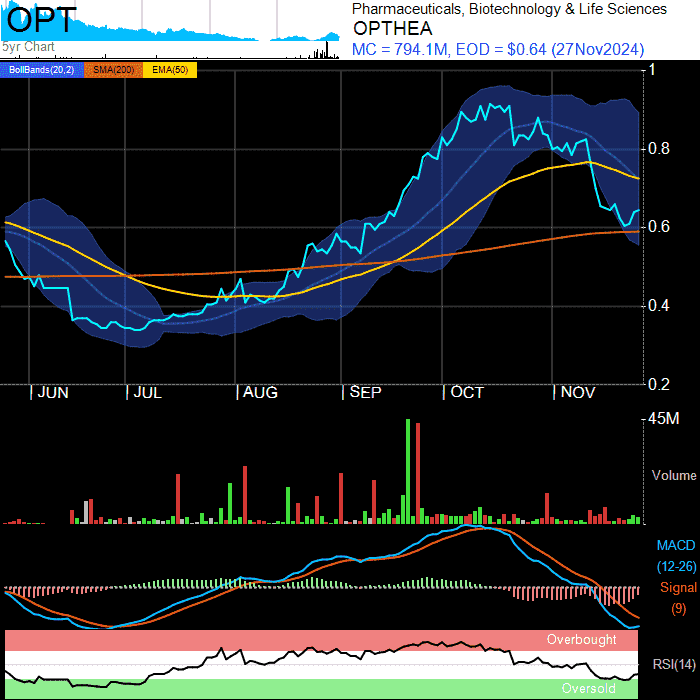 OPT
5yr Chart
Pharmaceuticals, Biotechnology & Life Sciences
OPTHEA
MC = 794.1M, EOD = $0.64 (27Nov2024)
BollBands(20,2) SMA(200) EMA(50)
1
0.8
0.6
0.4
0.2
JUN JUL AUG SEP OCT NOV
45M
Volume
MACD
(12-26)
Signal
(9)
Overbought
RSI(14)
Oversold